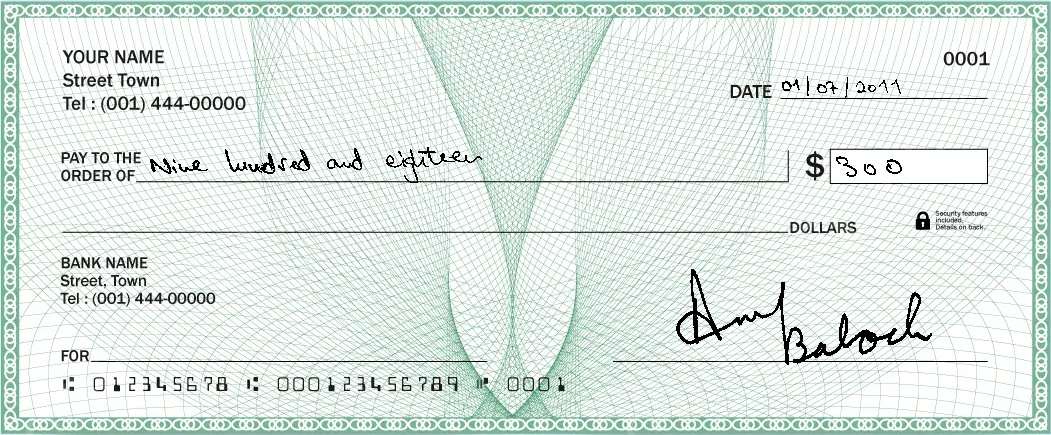 YOUR NAME
Street Town
Tel : (001) 444-00000
0001
DATE 01/07/2011
PAY TO THE
ORDER OF Nine hundred and eighteen
$ 300
DOLLARS
Security features
included.
Details on back.
BANK NAME
Street, Town
Tel : (001) 444-00000
Baloch
FOR
⑆ 012345678 ⑆ 000123456789 ⑈ 0001